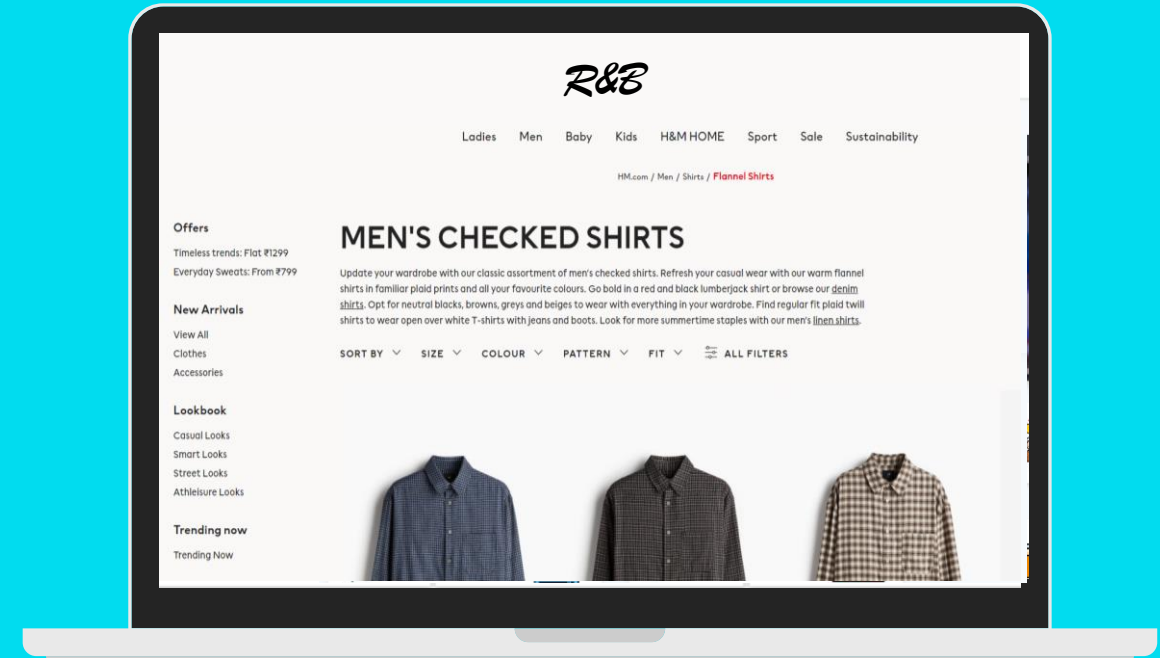 R&B
Ladies Men Baby Kids H&M HOME Sport Sale Sustainability
HM.com / Men / Shirts / Flannel Shirts
Offers
Timeless trends: Flat ₹1299
Everyday Sweats: From ₹799
New Arrivals
View All
Clothes
Accessories
Lookbook
Casual Looks
Smart Looks
Street Looks
Athleisure Looks
Trending now
Trending Now
MEN'S CHECKED SHIRTS
Update your wardrobe with our classic assortment of men's checked shirts. Refresh your casual wear with our warm flannel
shirts in familiar plaid prints and all your favourite colours. Go bold in a red and black lumberjack shirt or browse our denim
shirts. Opt for neutral blacks, browns, greys and beiges to wear with everything in your wardrobe. Find regular fit plaid twill
shirts to wear open over white T-shirts with jeans and boots. Look for more summertime staples with our men's linen shirts.
SORT BY SIZE COLOUR PATTERN FIT ALL FILTERS